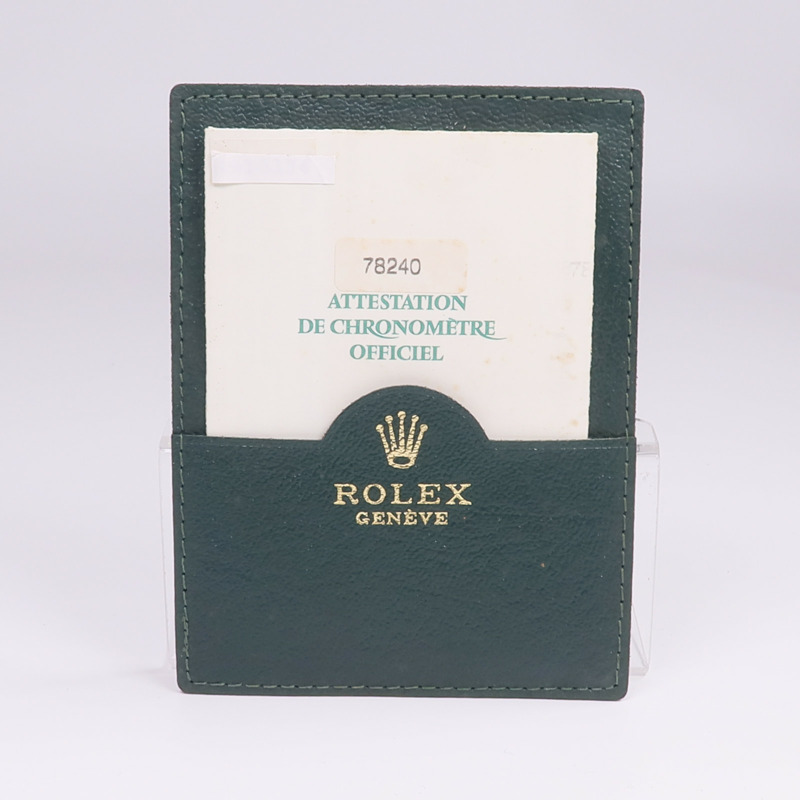 78240
ATTESTATION
DE CHRONOMÈTRE
OFFICIEL
ROLEX
GENÈVE